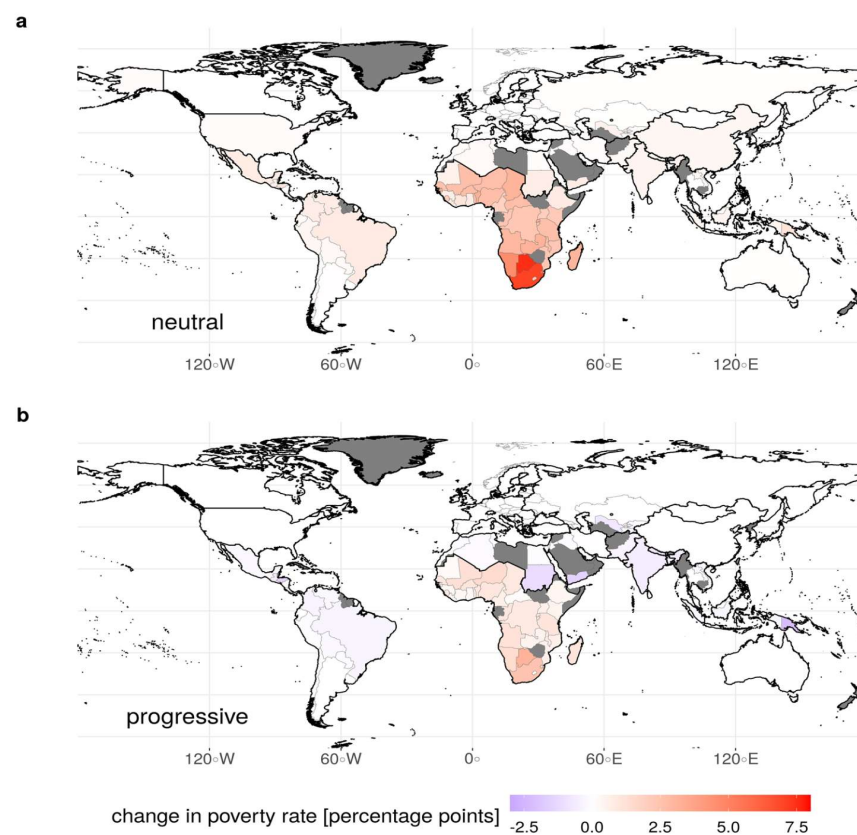 a
neutral
120°W 60°W 0° 60°E 120°E
b
progressive
120°W 60°W 0° 60°E 120°E
change in poverty rate [percentage points]
-2.5 0.0 2.5 5.0 7.5